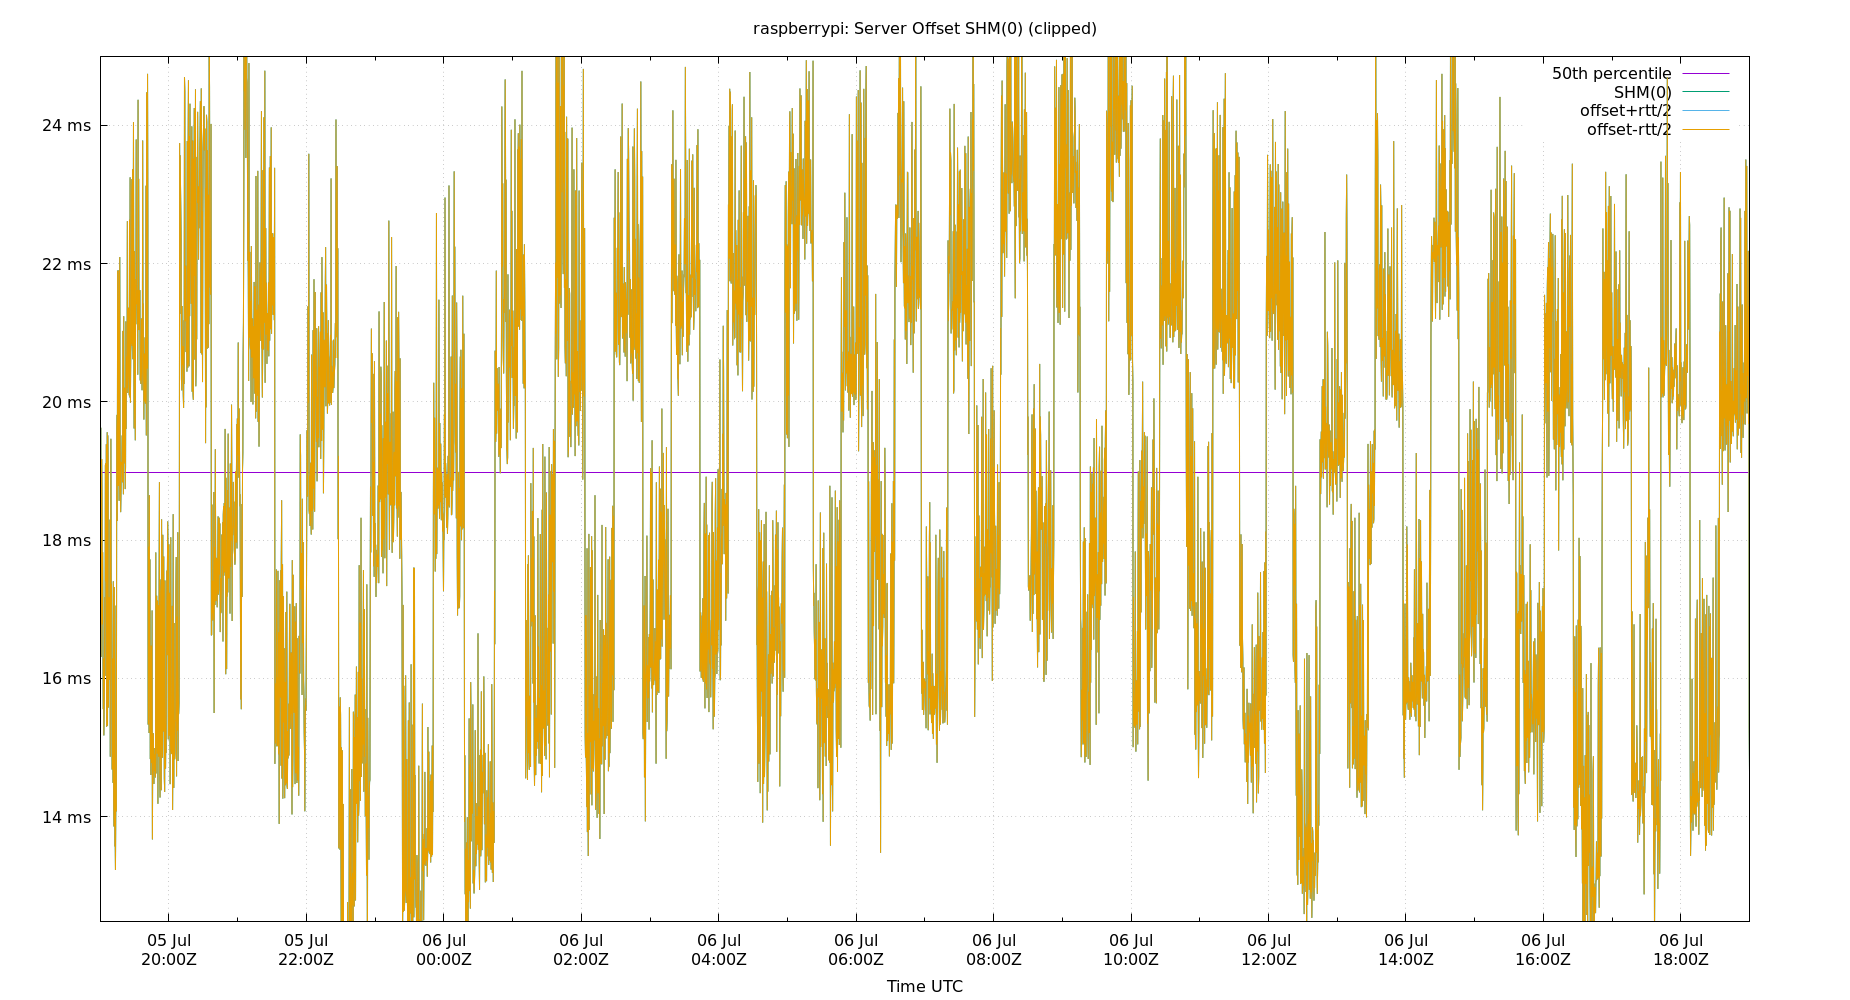 raspberrypi: Server Offset SHM(0) (clipped)
50th percentile
SHM(0)
offset+rtt/2
offset-rtt/2
24 ms
22 ms
20 ms
18 ms
16 ms
14 ms
05 Jul 05 Jul 06 Jul 06 Jul 06 Jul 06 Jul 06 Jul 06 Jul 06 Jul 06 Jul 06 Jul 06 Jul
20:00Z 22:00Z 00:00Z 02:00Z 04:00Z 06:00Z 08:00Z 10:00Z 12:00Z 14:00Z 16:00Z 18:00Z
Time UTC